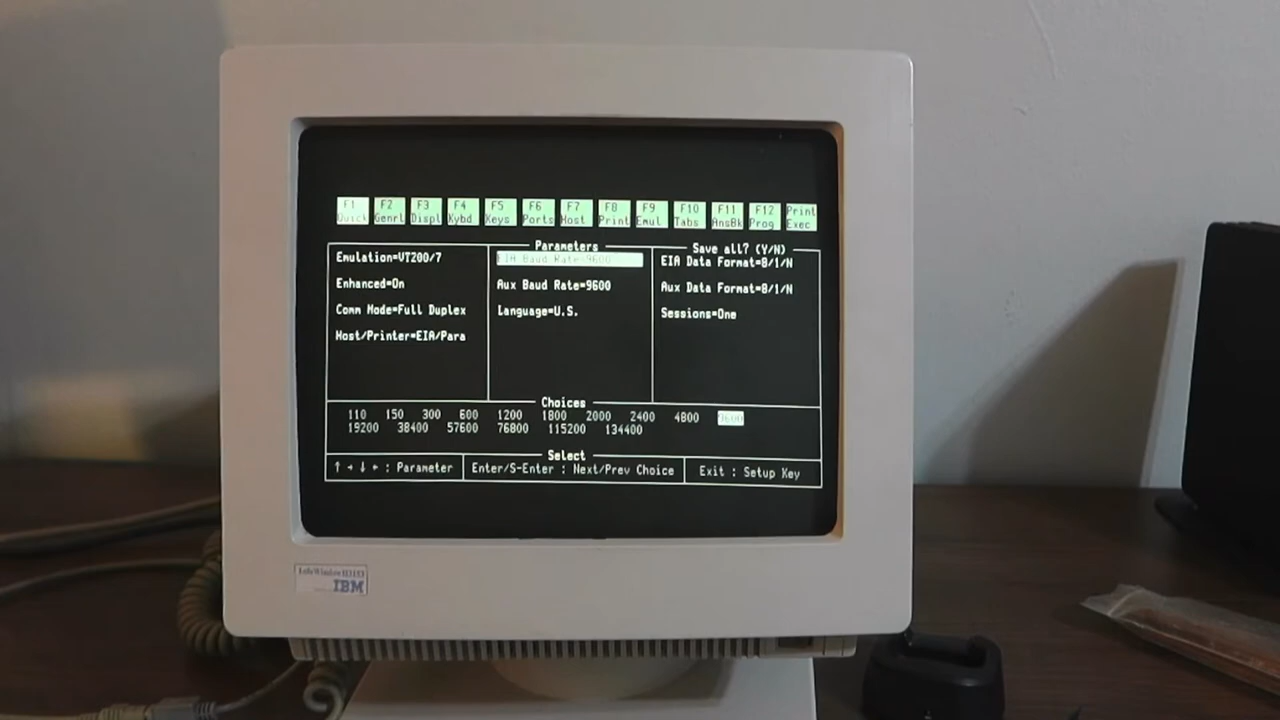 F1 F2 F3 F4 F5 F6 F7 F8 F9 F10 F11 F12 Print
Quick Genrl Displ Kybd Keys Ports Host Print Emul Tabs AnsBk Prog Exec
Parameters Save all? (Y/N)
Emulation=VT200/7 EIA Baud Rate=9600 EIA Data Format=8/1/N
Enhanced=On Aux Baud Rate=9600 Aux Data Format=8/1/N
Comm Mode=Full Duplex Language=U.S. Sessions=One
Host/Printer=EIA/Para
Choices
110 150 300 600 1200 1800 2000 2400 4800 9600
19200 38400 57600 76800 115200 134400
Select
↑ ← ↓ → : Parameter Enter/S-Enter : Next/Prev Choice Exit : Setup Key
InfoWindow II 3153
IBM